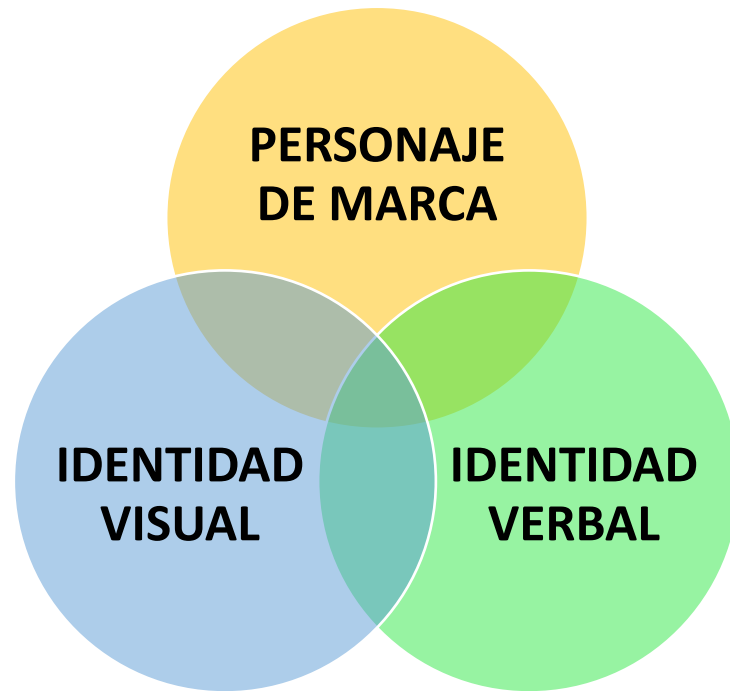 PERSONAJE
DE MARCA
IDENTIDAD
VISUAL
IDENTIDAD
VERBAL